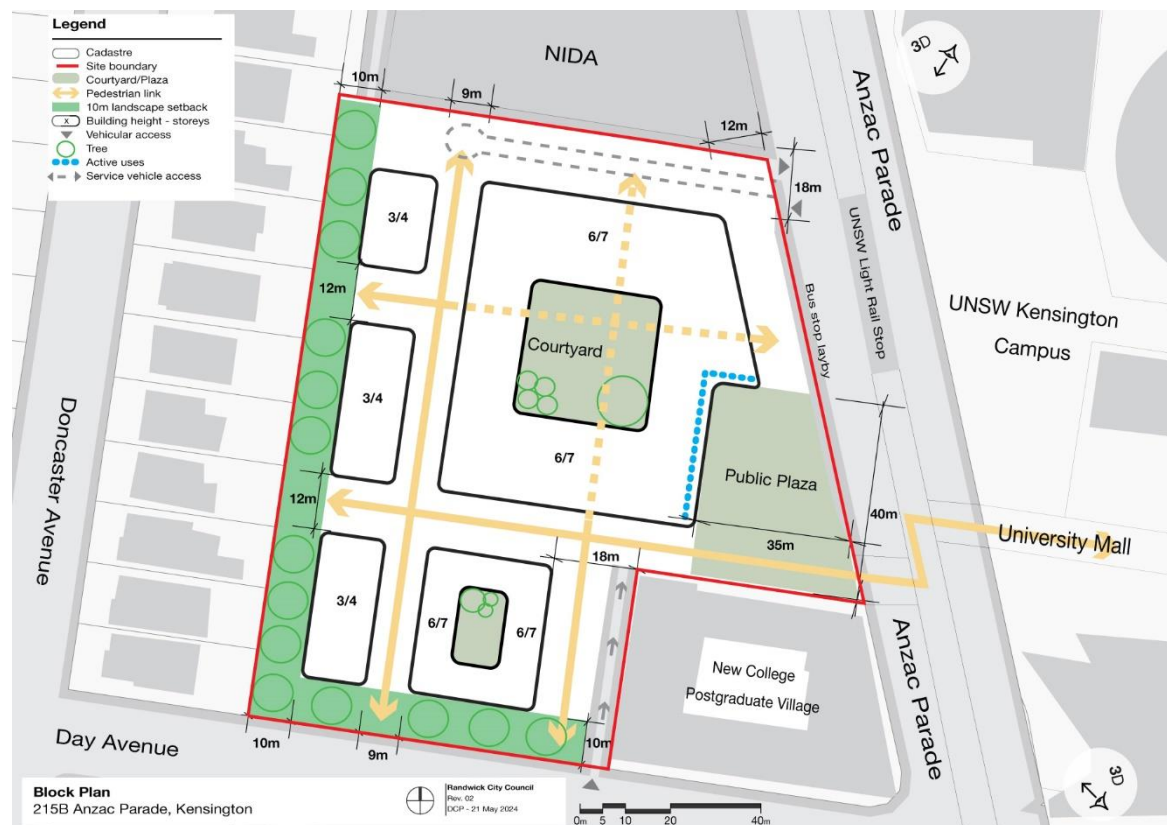 Legend
Cadastre
Site boundary
Courtyard/Plaza
Pedestrian link
10m landscape setback
x Building height - storeys
Vehicular access
Tree
Active uses
Service vehicle access
NIDA
3D
10m
9m
12m
18m
Anzac Parade
UNSW Light Rail Stop
Bus stop layby
UNSW Kensington
Campus
3/4
6/7
12m
Courtyard
3/4
6/7
Public Plaza
40m
Doncaster Avenue
12m
35m
University Mall
18m
3/4
6/7
6/7
New College
Postgraduate Village
Anzac Parade
Day Avenue
10m
9m
10m
3D
Block Plan
215B Anzac Parade, Kensington
Randwick City Council
Rev. 02
DCP - 21 May 2024
0m 5 10 20 40m